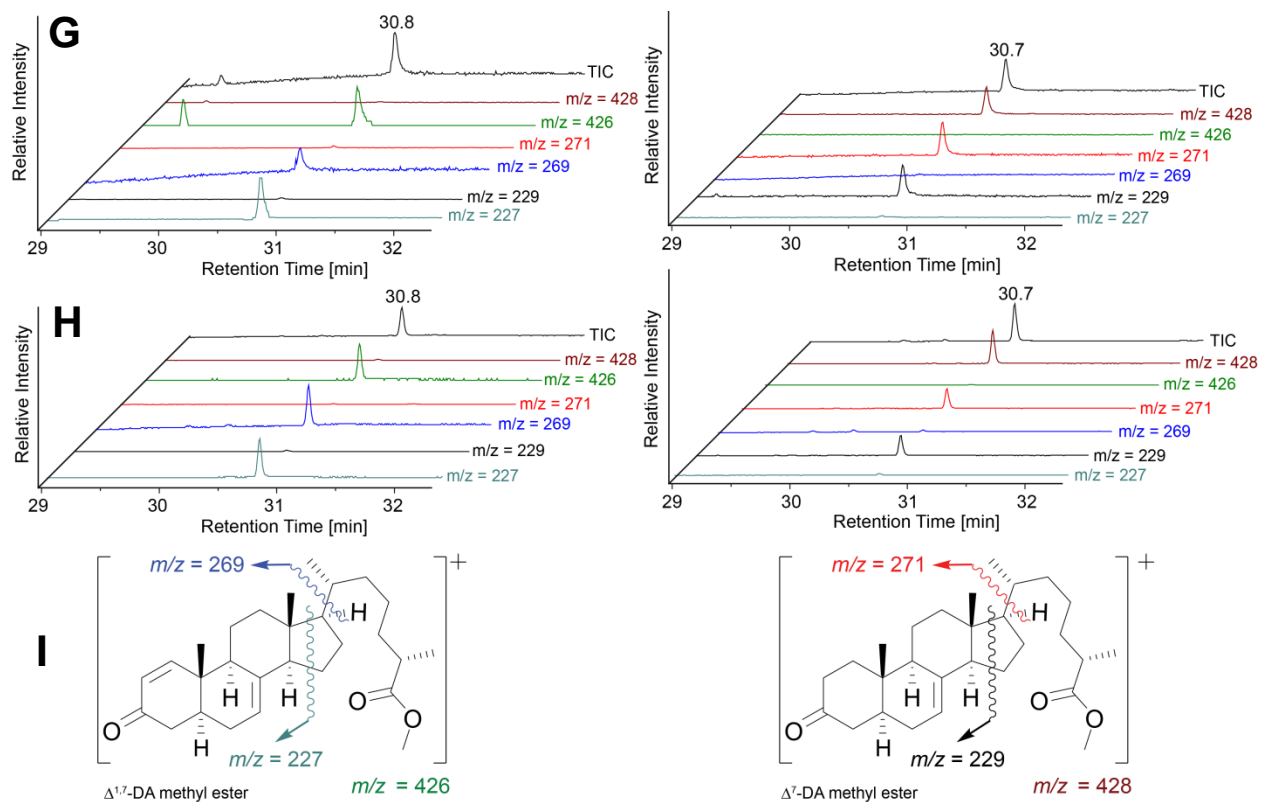 G
Relative Intensity
30.8
TIC
m/z = 428
m/z = 426
m/z = 271
m/z = 269
m/z = 229
m/z = 227
29 30 31 32
Retention Time [min]
Relative Intensity
30.7
TIC
m/z = 428
m/z = 426
m/z = 271
m/z = 269
m/z = 229
m/z = 227
29 30 31 32
Retention Time [min]
H
Relative Intensity
30.8
TIC
m/z = 428
m/z = 426
m/z = 271
m/z = 269
m/z = 229
m/z = 227
29 30 31 32
Retention Time [min]
Relative Intensity
30.7
TIC
m/z = 428
m/z = 426
m/z = 271
m/z = 269
m/z = 229
m/z = 227
29 30 31 32
Retention Time [min]
I
m/z = 269
+
H
H H
O O
O
H
m/z = 227
m/z = 426
Δ1,7-DA methyl ester
m/z = 271
+
H
H H
O O
O
H
m/z = 229
m/z = 428
Δ7-DA methyl ester